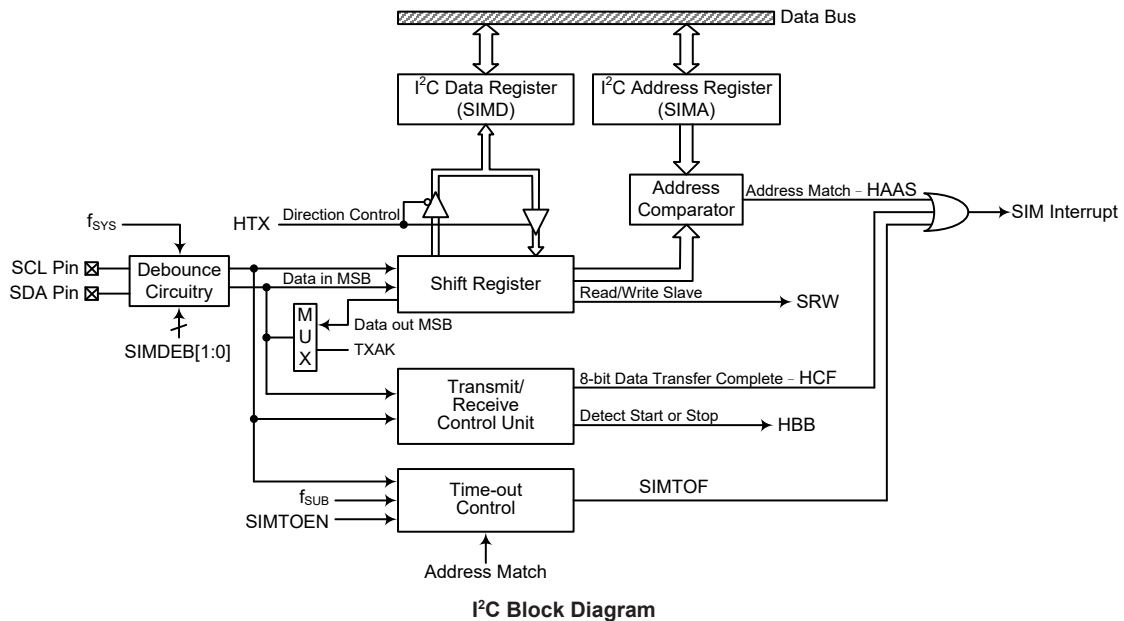 Data Bus
I²C Data Register
(SIMD)
I²C Address Register
(SIMA)
Address
Comparator
Address Match – HAAS
SIM Interrupt
HTX
Direction Control
fSYS
SCL Pin
SDA Pin
Debounce
Circuitry
Data in MSB
Shift Register
Read/Write Slave
SRW
M
U
X
Data out MSB
TXAK
SIMDEB[1:0]
Transmit/
Receive
Control Unit
8-bit Data Transfer Complete – HCF
Detect Start or Stop
HBB
Time-out
Control
SIMTOF
fSUB
SIMTOEN
Address Match
I²C Block Diagram